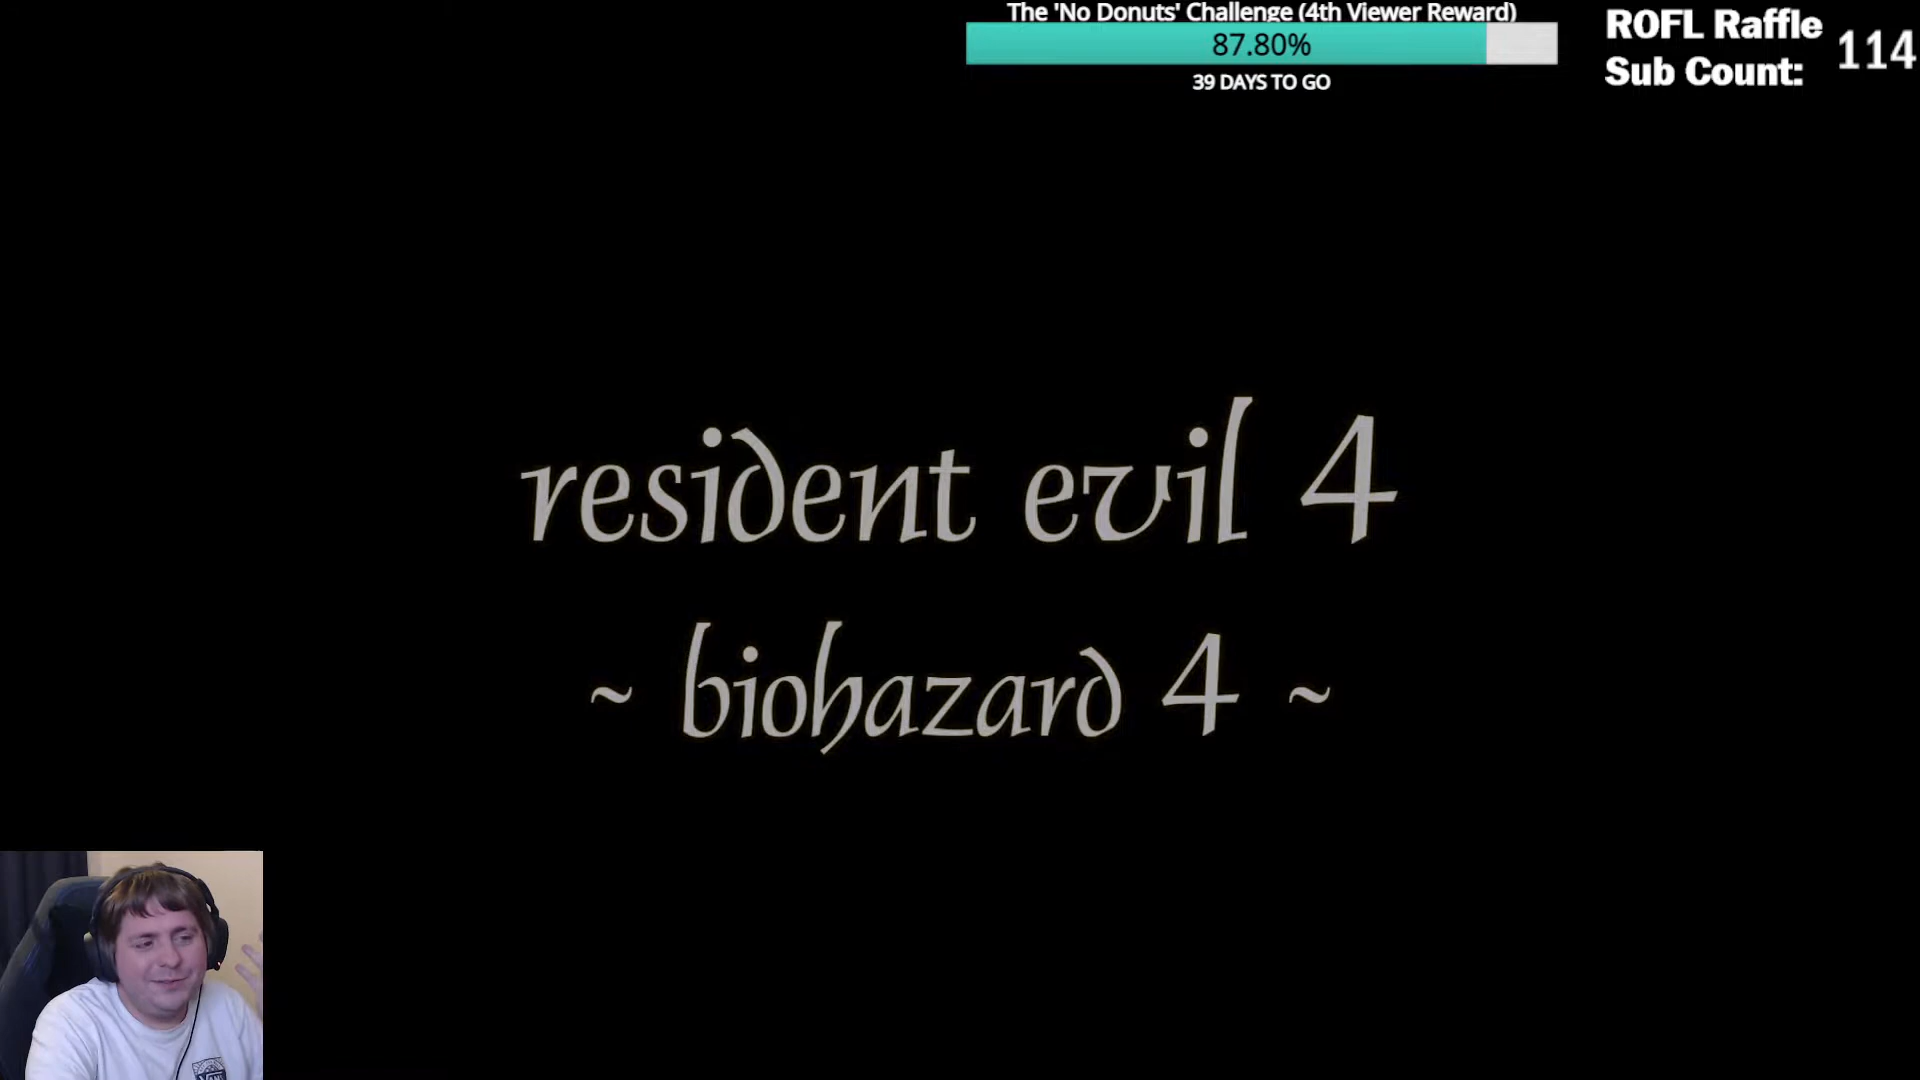 The 'No Donuts' Challenge (4th Viewer Reward)
87.80%
39 DAYS TO GO
ROFL Raffle
Sub Count: 114
resident evil 4
~ biohazard 4 ~
VANS